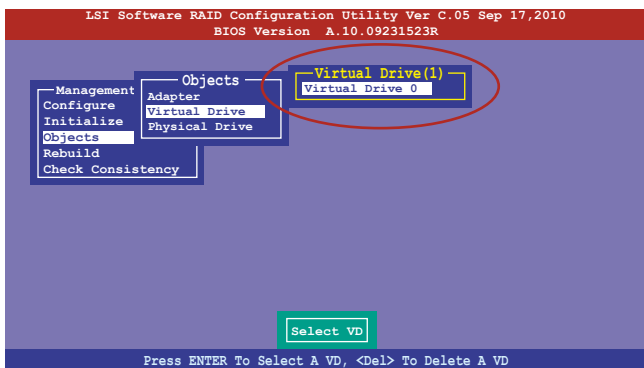 LSI Software RAID Configuration Utility Ver C.05 Sep 17,2010
BIOS Version A.10.09231523R
Management
Configure
Initialize
Objects
Rebuild
Check Consistency
Objects
Adapter
Virtual Drive
Physical Drive
Virtual Drive(1)
Virtual Drive 0
Select VD
Press ENTER To Select A VD, <Del> To Delete A VD